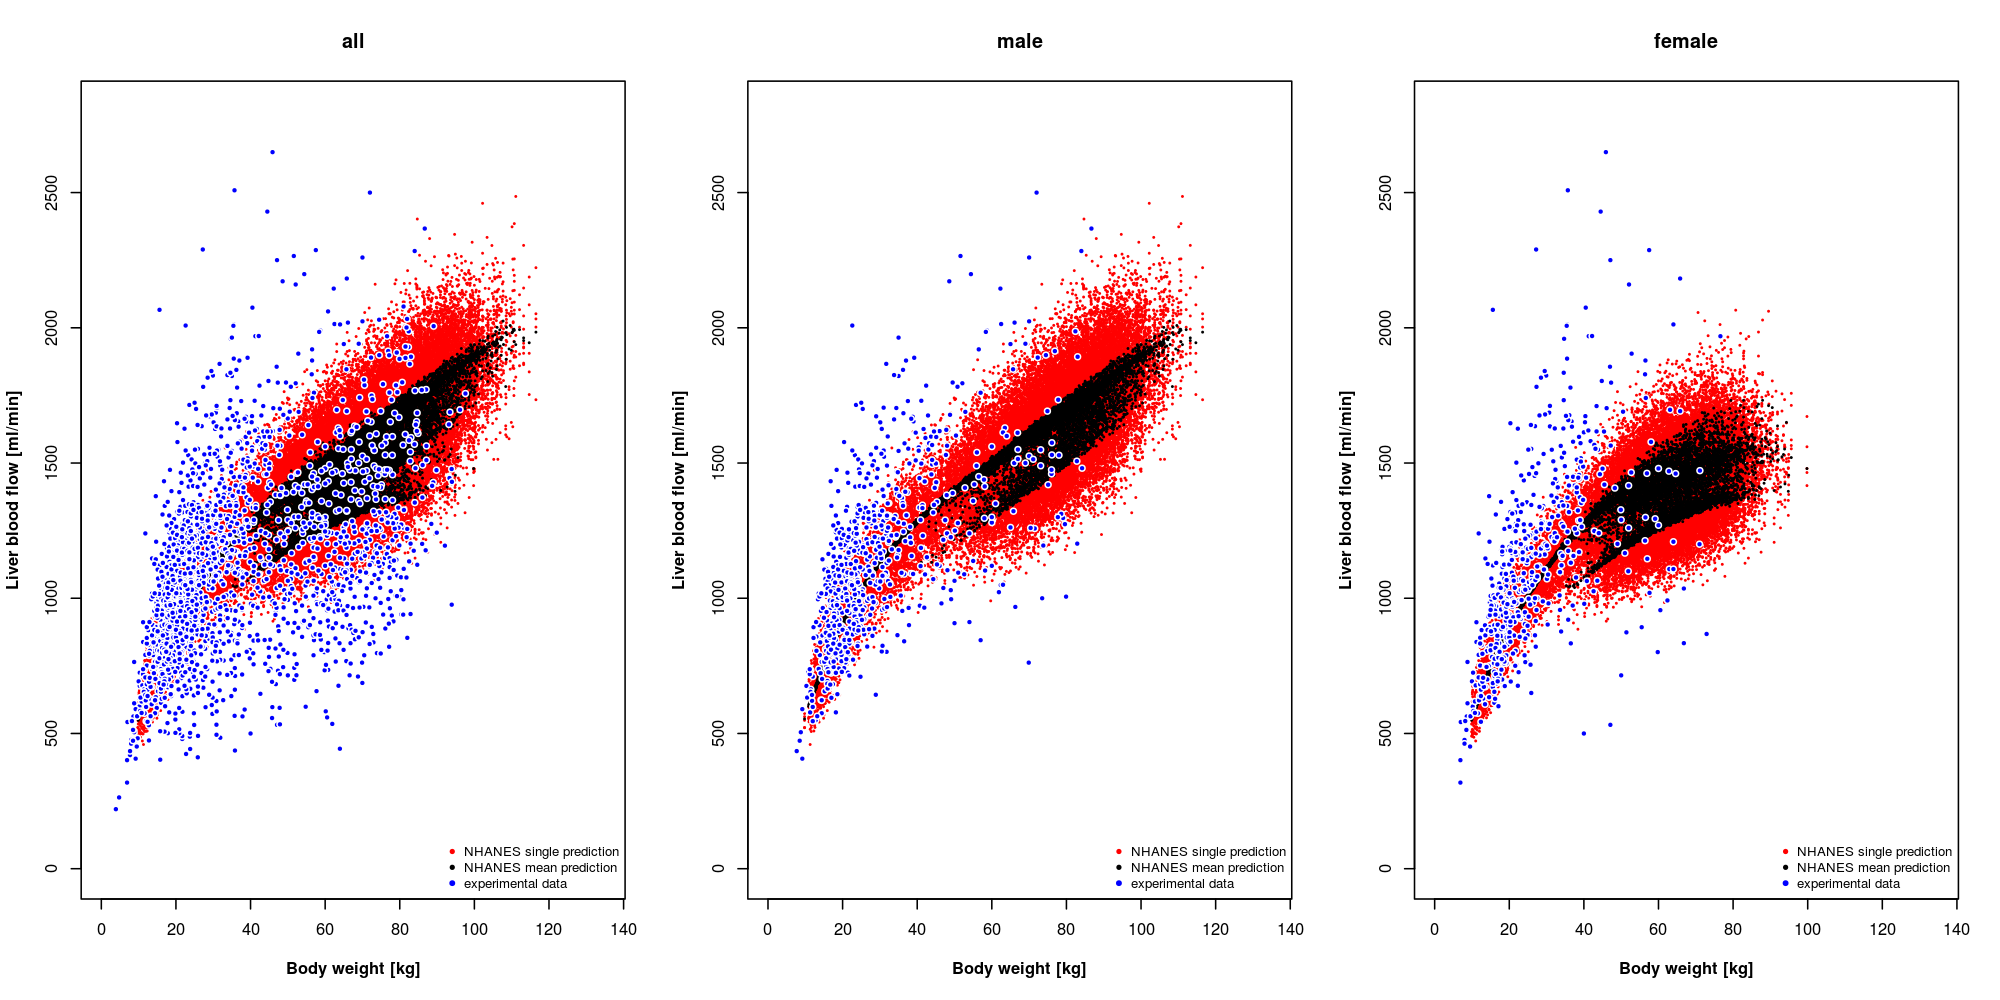 all
Liver blood flow [ml/min]
2500
2000
1500
1000
500
0
NHANES single prediction
NHANES mean prediction
experimental data
0 20 40 60 80 100 120 140
Body weight [kg]
male
Liver blood flow [ml/min]
2500
2000
1500
1000
500
0
NHANES single prediction
NHANES mean prediction
experimental data
0 20 40 60 80 100 120 140
Body weight [kg]
female
Liver blood flow [ml/min]
2500
2000
1500
1000
500
0
NHANES single prediction
NHANES mean prediction
experimental data
0 20 40 60 80 100 120 140
Body weight [kg]